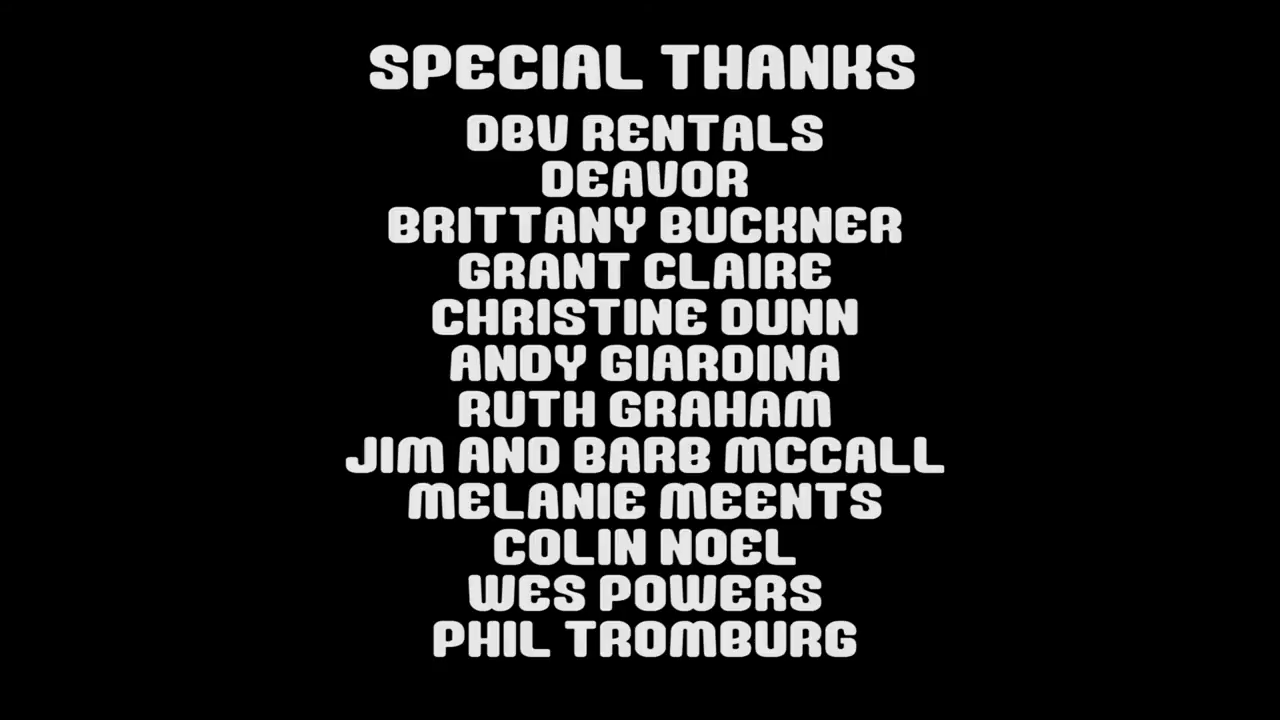 SPECIAL THANKS
DBV RENTALS
DEAVOR
BRITTANY BUCKNER
GRANT CLAIRE
CHRISTINE DUNN
ANDY GIARDINA
RUTH GRAHAM
JIM AND BARB MCCALL
MELANIE MEENTS
COLIN NOEL
WES POWERS
PHIL TROMBURG